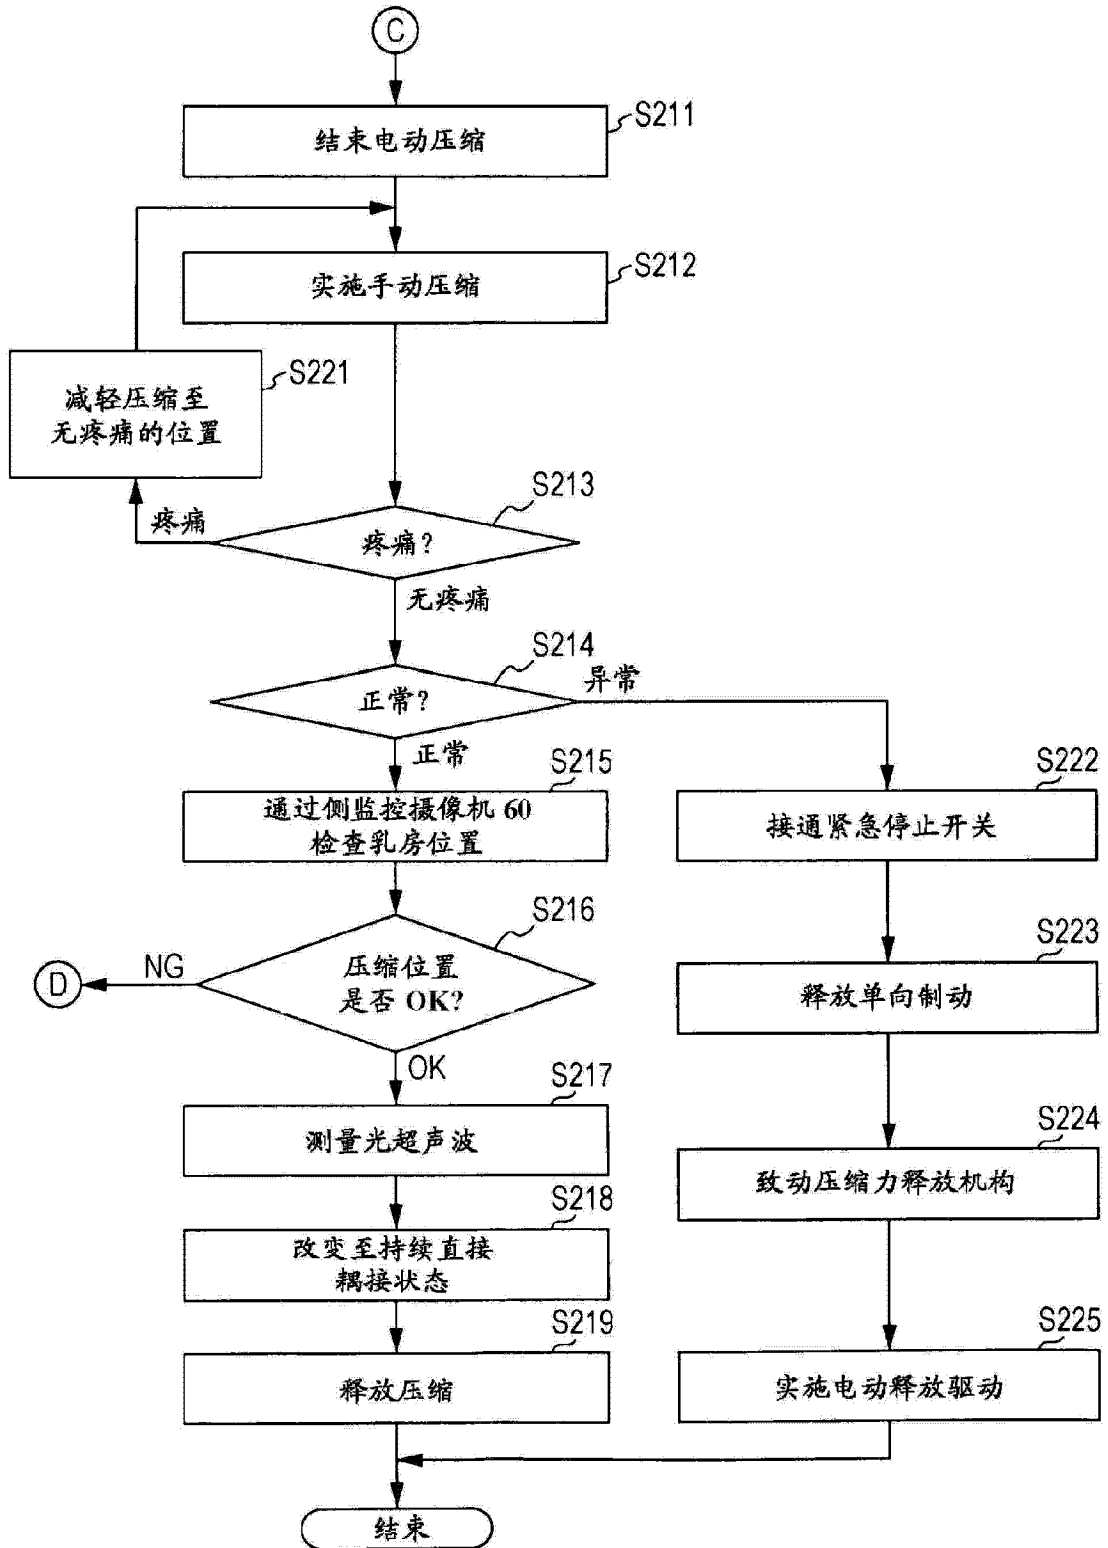 C
S211
结束电动压缩
S212
实施手动压缩
S221
减轻压缩至
无疼痛的位置
S213
疼痛
疼痛?
无疼痛
S214
异常
正常?
正常
S215
通过侧监控摄像机 60
检查乳房位置
S222
接通紧急停止开关
S216
NG
D
压缩位置
是否 OK?
OK
S223
释放单向制动
S217
测量光超声波
S224
致动压缩力释放机构
S218
改变至持续直接
耦接状态
S219
释放压缩
S225
实施电动释放驱动
结束